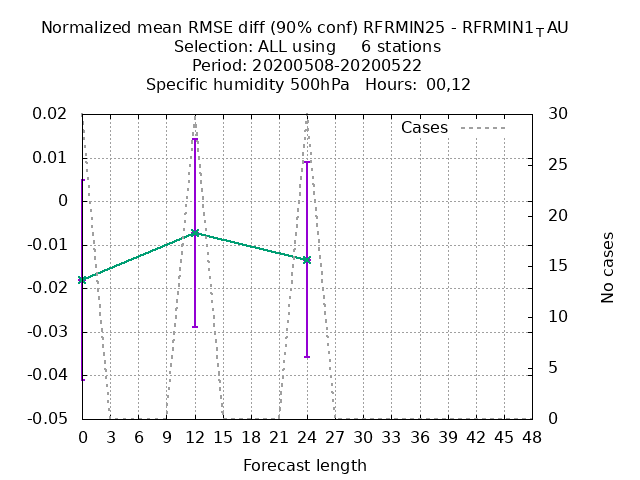 Normalized mean RMSE diff (90% conf) RFRMIN25 - RFRMIN1TAU
Selection: ALL using     6 stations
Period: 20200508-20200522
Specific humidity 500hPa   Hours:  00,12
Cases
0.02
0.01
0
-0.01
-0.02
-0.03
-0.04
-0.05
30
25
20
15
10
5
0
No cases
0 3 6 9 12 15 18 21 24 27 30 33 36 39 42 45 48
Forecast length